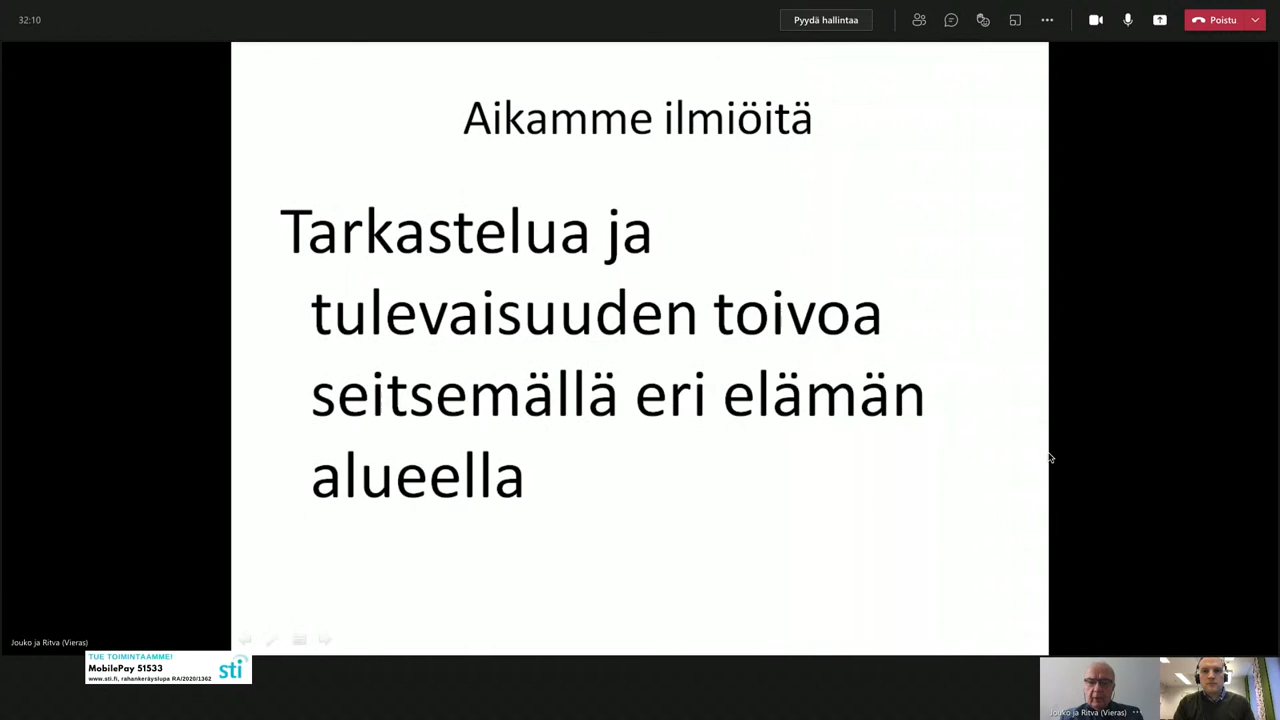 32:10
Pyydä hallintaa
Poistu
Aikamme ilmiöitä
Tarkastelua ja
tulevaisuuden toivoa
seitsemällä eri elämän
alueella
Jouko ja Ritva (Vieras)
TUE TOIMINTAAMME!
MobilePay 51533
www.sti.fi, rahankeräyslupa RA/2020/1362
sti
Jouko ja Ritva (Vieras)